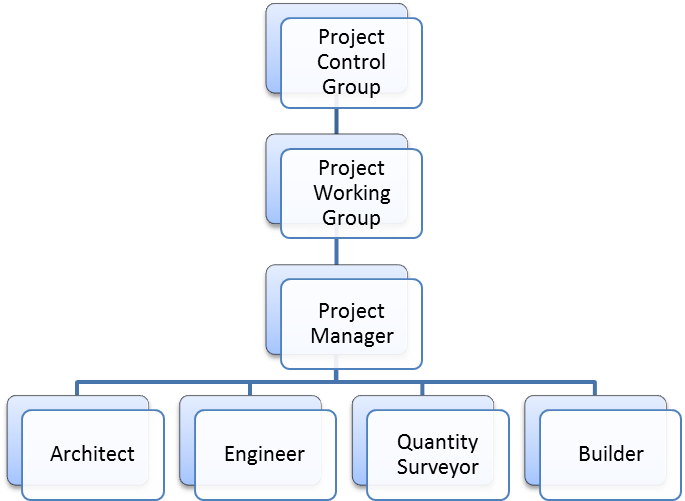 Project
Control
Group
Project
Working
Group
Project
Manager
Architect
Engineer
Quantity
Surveyor
Builder